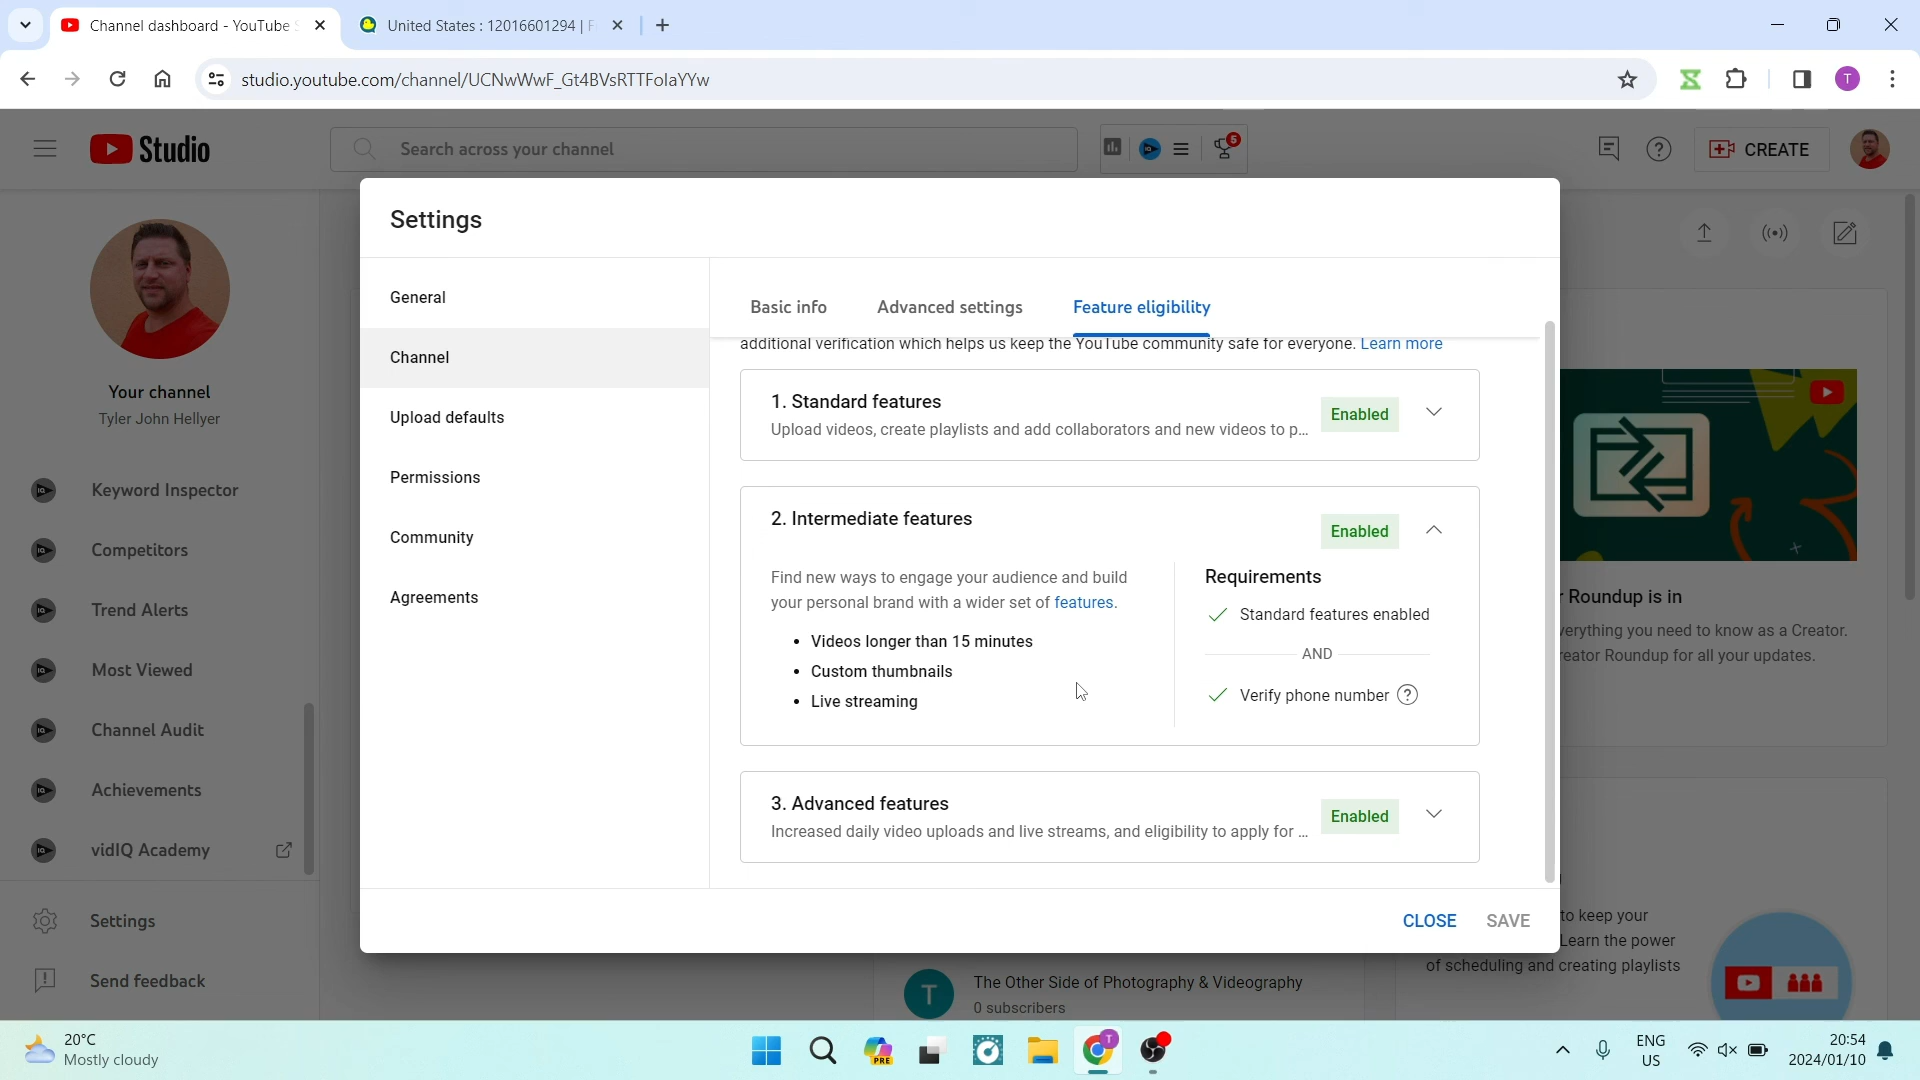 Channel dashboard - YouTube S
United States : 12016601294 | F
studio.youtube.com/channel/UCNwWwF_Gt4BVsRTTFolaYYw
T
Studio
Search across your channel
5
CREATE
Settings
General
Channel
Upload defaults
Permissions
Community
Agreements
Basic info
Advanced settings
Feature eligibility
additional verification which helps us keep the YouTube community safe for everyone. Learn more
1. Standard features
Upload videos, create playlists and add collaborators and new videos to p...
Enabled
2. Intermediate features
Enabled
Find new ways to engage your audience and build
your personal brand with a wider set of features.
• Videos longer than 15 minutes
• Custom thumbnails
• Live streaming
Requirements
Standard features enabled
AND
Verify phone number
3. Advanced features
Increased daily video uploads and live streams, and eligibility to apply for ...
Enabled
CLOSE
SAVE
Your channel
Tyler John Hellyer
Keyword Inspector
Competitors
Trend Alerts
Most Viewed
Channel Audit
Achievements
vidIQ Academy
Settings
Send feedback
Roundup is in
everything you need to know as a Creator.
reator Roundup for all your updates.
to keep your
Learn the power
of scheduling and creating playlists
T
The Other Side of Photography & Videography
0 subscribers
20°C
Mostly cloudy
PRE
T
ENG
US
20:54
2024/01/10